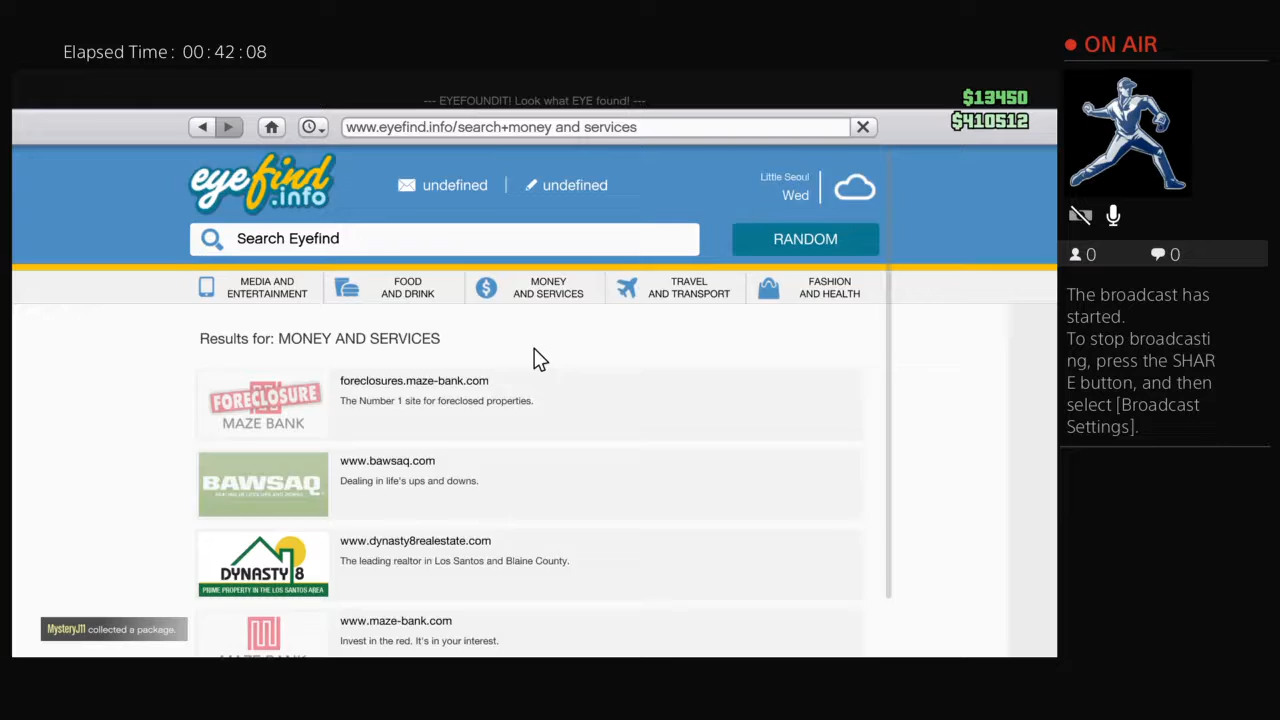 Elapsed Time: 00:42:08
ON AIR
--- EYEFOUNDIT! Look what EYE found! ---
$13450
$410512
www.eyefind.info/search+money and services
eyefind
.info
undefined
undefined
Little Seoul
Wed
Search Eyefind
RANDOM
MEDIA AND
ENTERTAINMENT
FOOD
AND DRINK
MONEY
AND SERVICES
TRAVEL
AND TRANSPORT
FASHION
AND HEALTH
0
0
The broadcast has
started.
To stop broadcasti
ng, press the SHAR
E button, and then
select [Broadcast
Settings].
Results for: MONEY AND SERVICES
FORECLOSURE
MAZE BANK
foreclosures.maze-bank.com
The Number 1 site for foreclosed properties.
BAWSAQ
www.bawsaq.com
Dealing in life's ups and downs.
DYNASTY 8
PRIME PROPERTY IN THE LOS SANTOS AREA
www.dynasty8realestate.com
The leading realtor in Los Santos and Blaine County.
MAZE BANK
www.maze-bank.com
Invest in the red. It's in your interest.
MysteryJ11 collected a package.